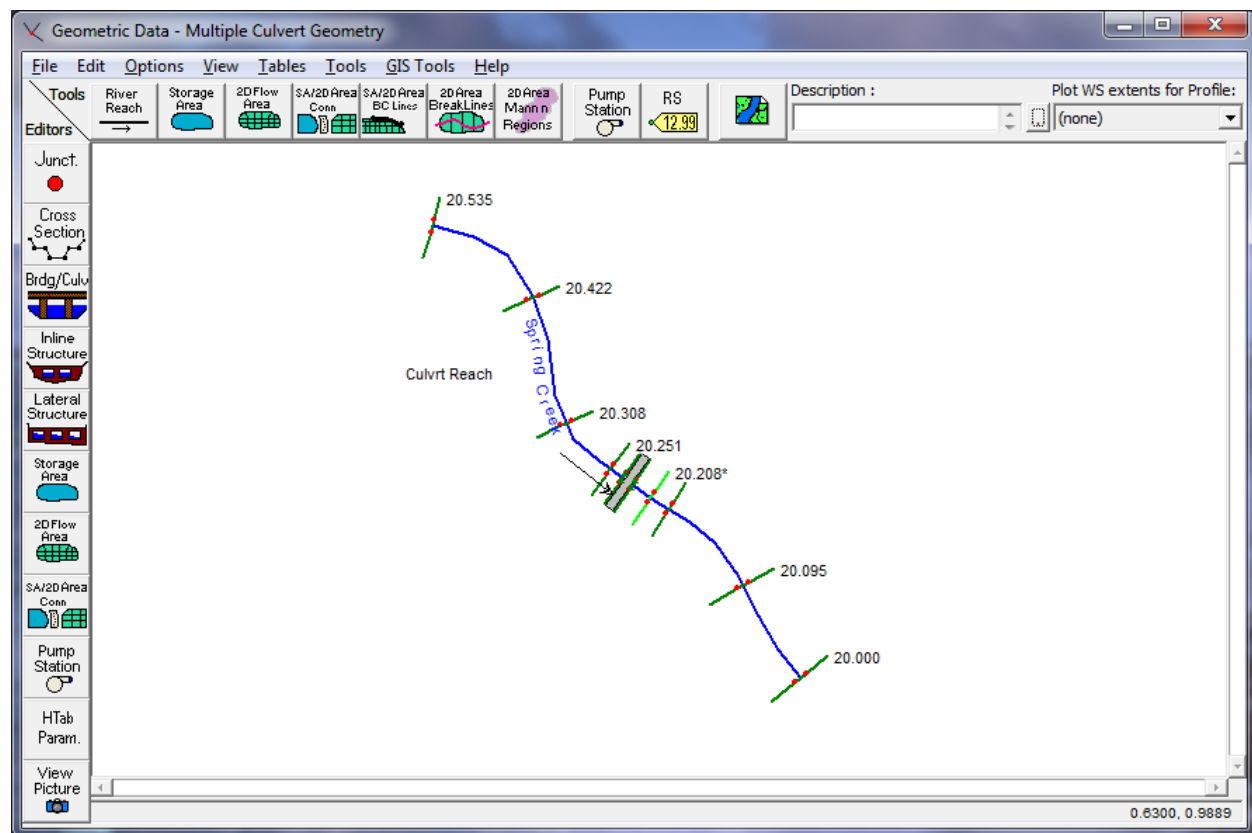 Geometric Data - Multiple Culvert Geometry
File Edit Options View Tables Tools GIS Tools Help
Tools
Editors
River
Reach
Storage
Area
2D Flow
Area
SA/2D Area
Conn
SA/2D Area
BC Lines
2D Area
BreakLines
2D Area
Mann n
Regions
Pump
Station
RS
12.99
Description :
Plot WS extents for Profile:
(none)
Junct.
Cross
Section
Brdg/Culv
Inline
Structure
Lateral
Structure
Storage
Area
2D Flow
Area
SA/2D Area
Conn
Pump
Station
HTab
Param.
View
Picture
20.535
20.422
Spring Creek
Culvrt Reach
20.308
20.251
20.208*
20.095
20.000
0.6300, 0.9889